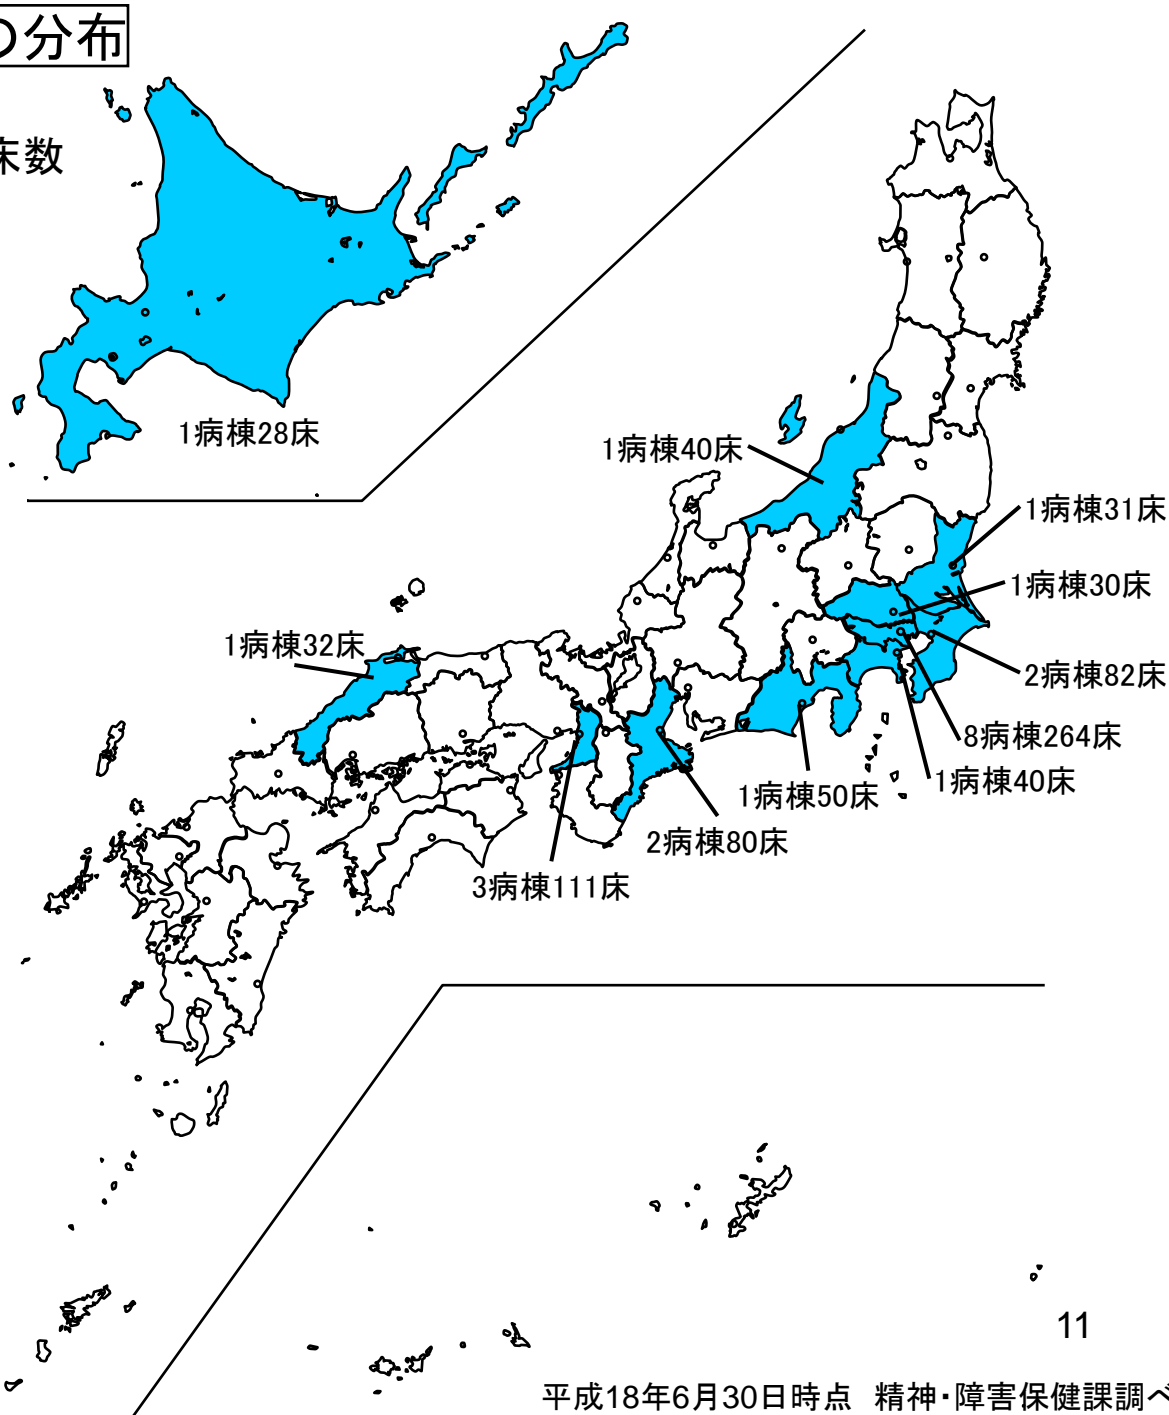 の分布
床数
1病棟28床
1病棟40床
1病棟31床
1病棟30床
1病棟32床
2病棟82床
8病棟264床
1病棟40床
1病棟50床
2病棟80床
3病棟111床
11
平成18年6月30日時点 精神・障害保健課調べ